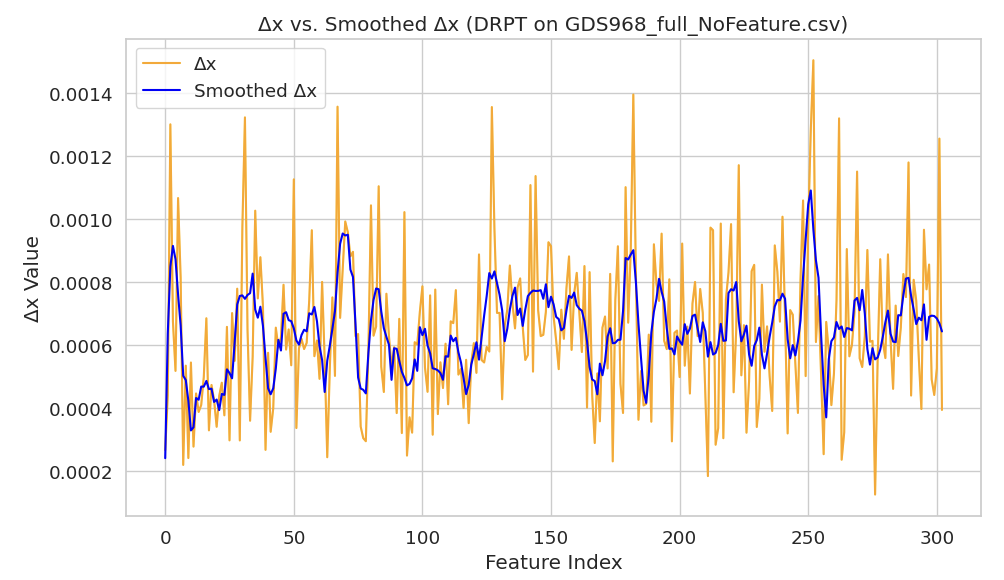 Δx vs. Smoothed Δx (DRPT on GDS968_full_NoFeature.csv)
Δx
Smoothed Δx
0.0014
0.0012
0.0010
0.0008
0.0006
0.0004
0.0002
Δx Value
0 50 100 150 200 250 300
Feature Index